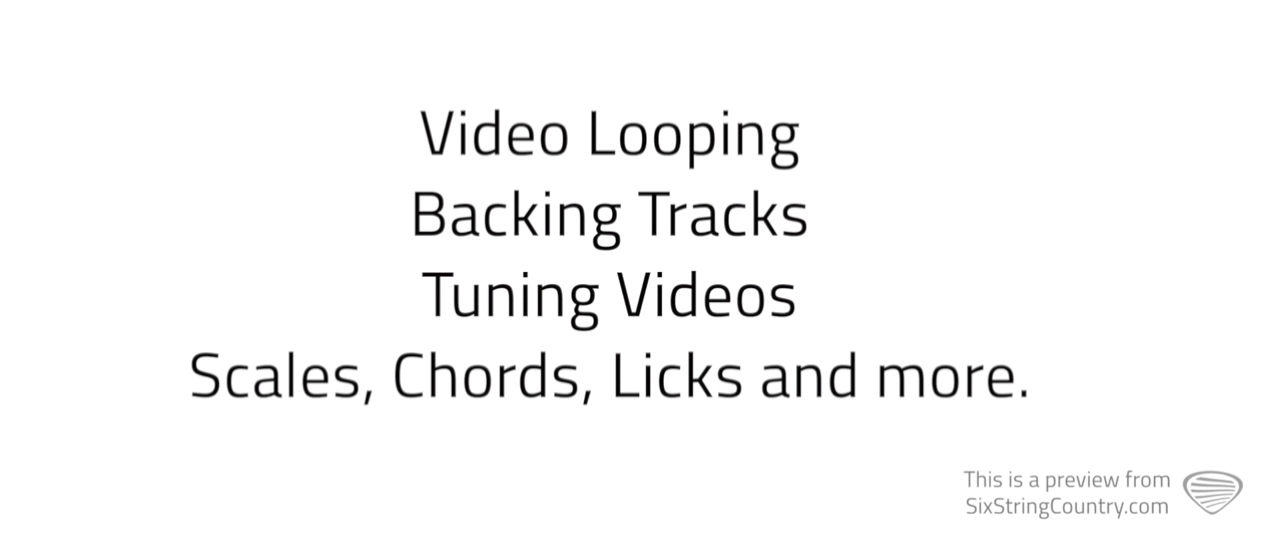 Video Looping
Backing Tracks
Tuning Videos
Scales, Chords, Licks and more.
This is a preview from
SixStringCountry.com